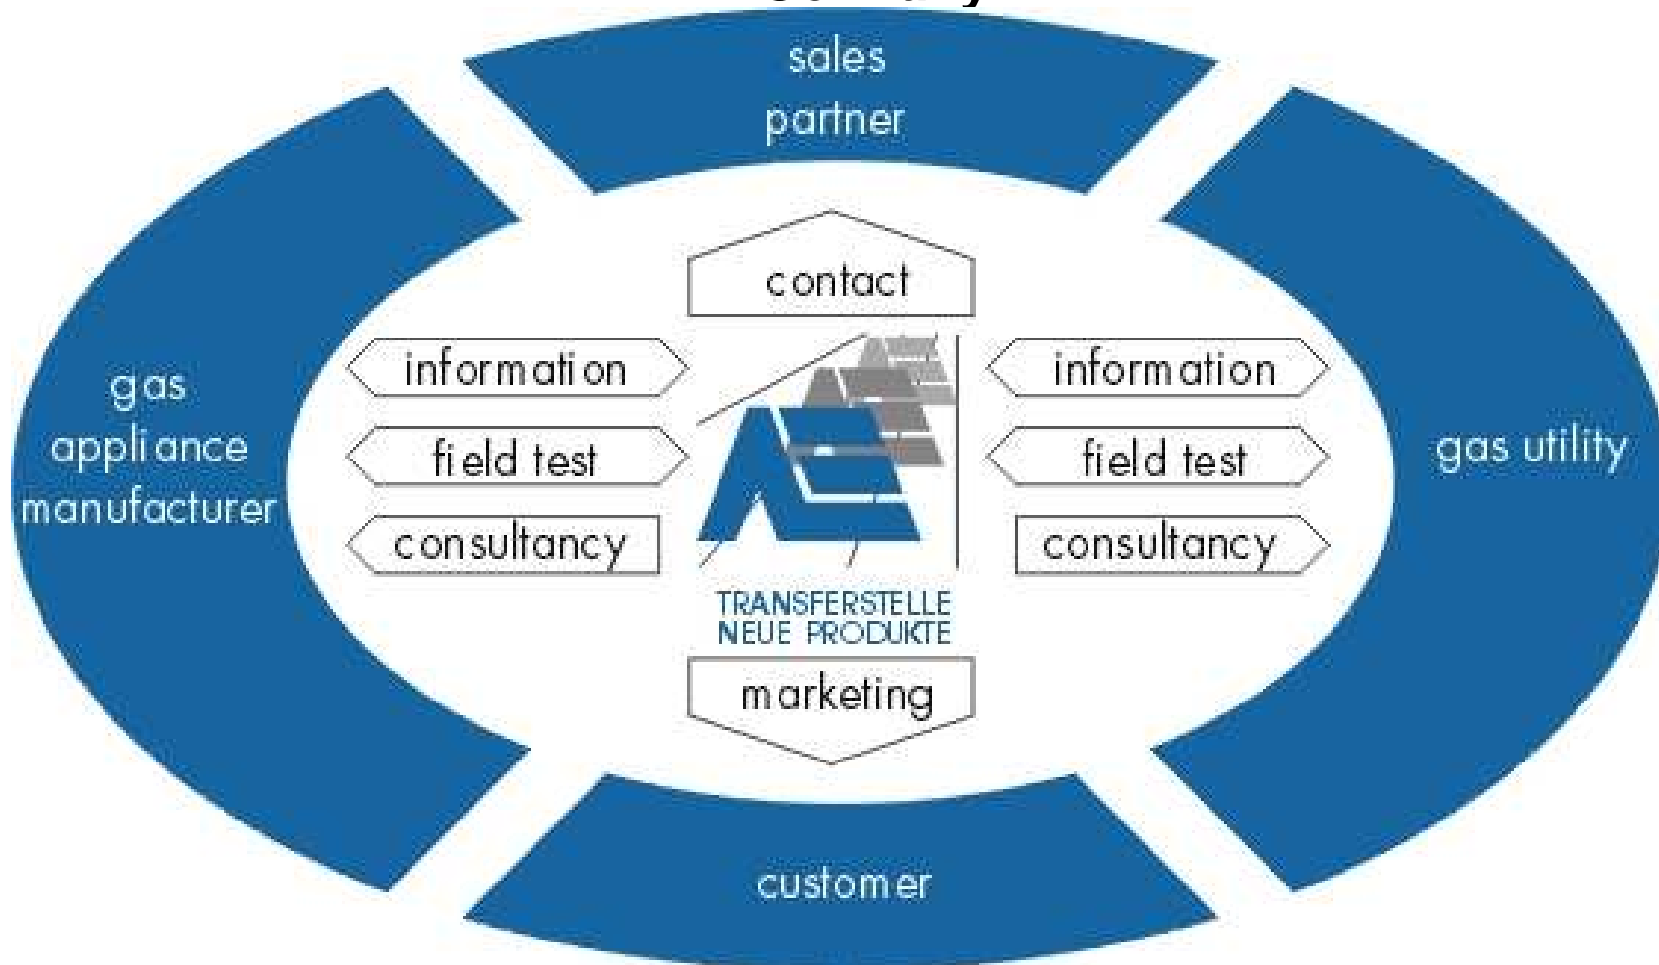 sales
partner
contact
information
information
gas
appliance
manufacturer
field test
field test
gas utility
consultancy
consultancy
TRANSFERSTELLE
NEUE PRODUKTE
marketing
customer